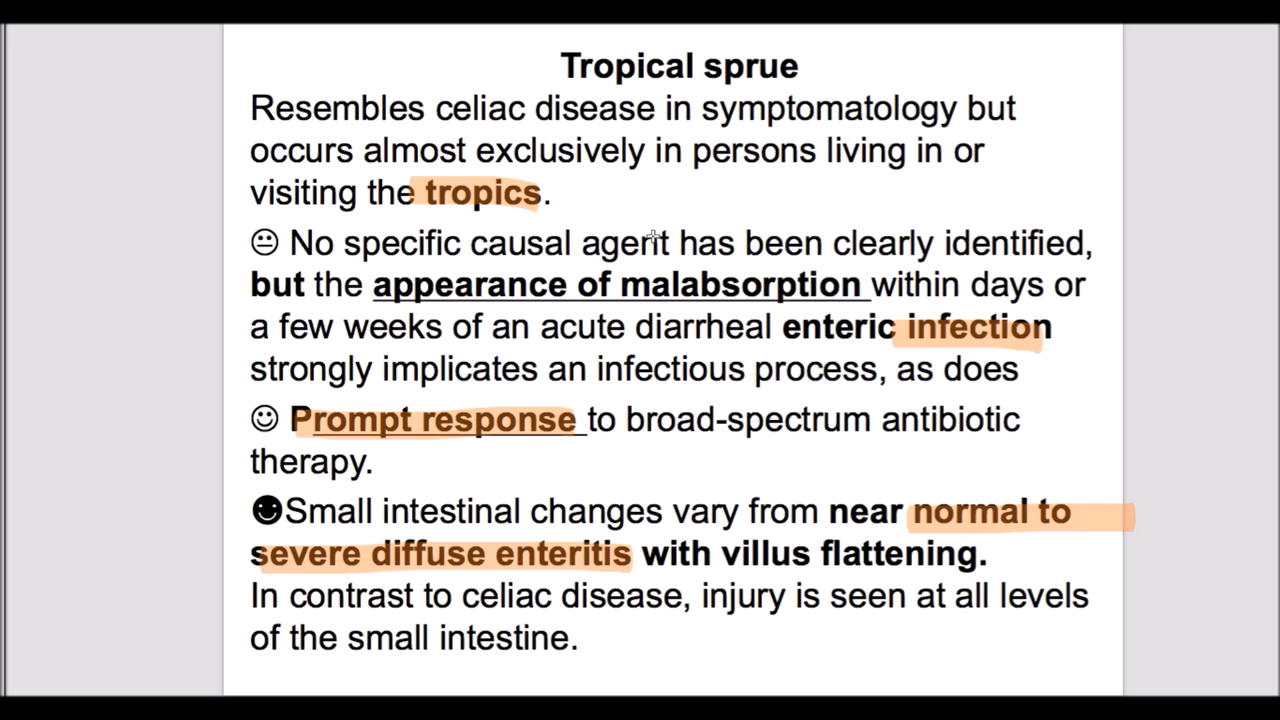 Tropical sprue
Resembles celiac disease in symptomatology but
occurs almost exclusively in persons living in or
visiting the tropics.
😐 No specific causal agent has been clearly identified,
but the appearance of malabsorption within days or
a few weeks of an acute diarrheal enteric infection
strongly implicates an infectious process, as does
☺ Prompt response to broad-spectrum antibiotic
therapy.
☻Small intestinal changes vary from near normal to
severe diffuse enteritis with villus flattening.
In contrast to celiac disease, injury is seen at all levels
of the small intestine.